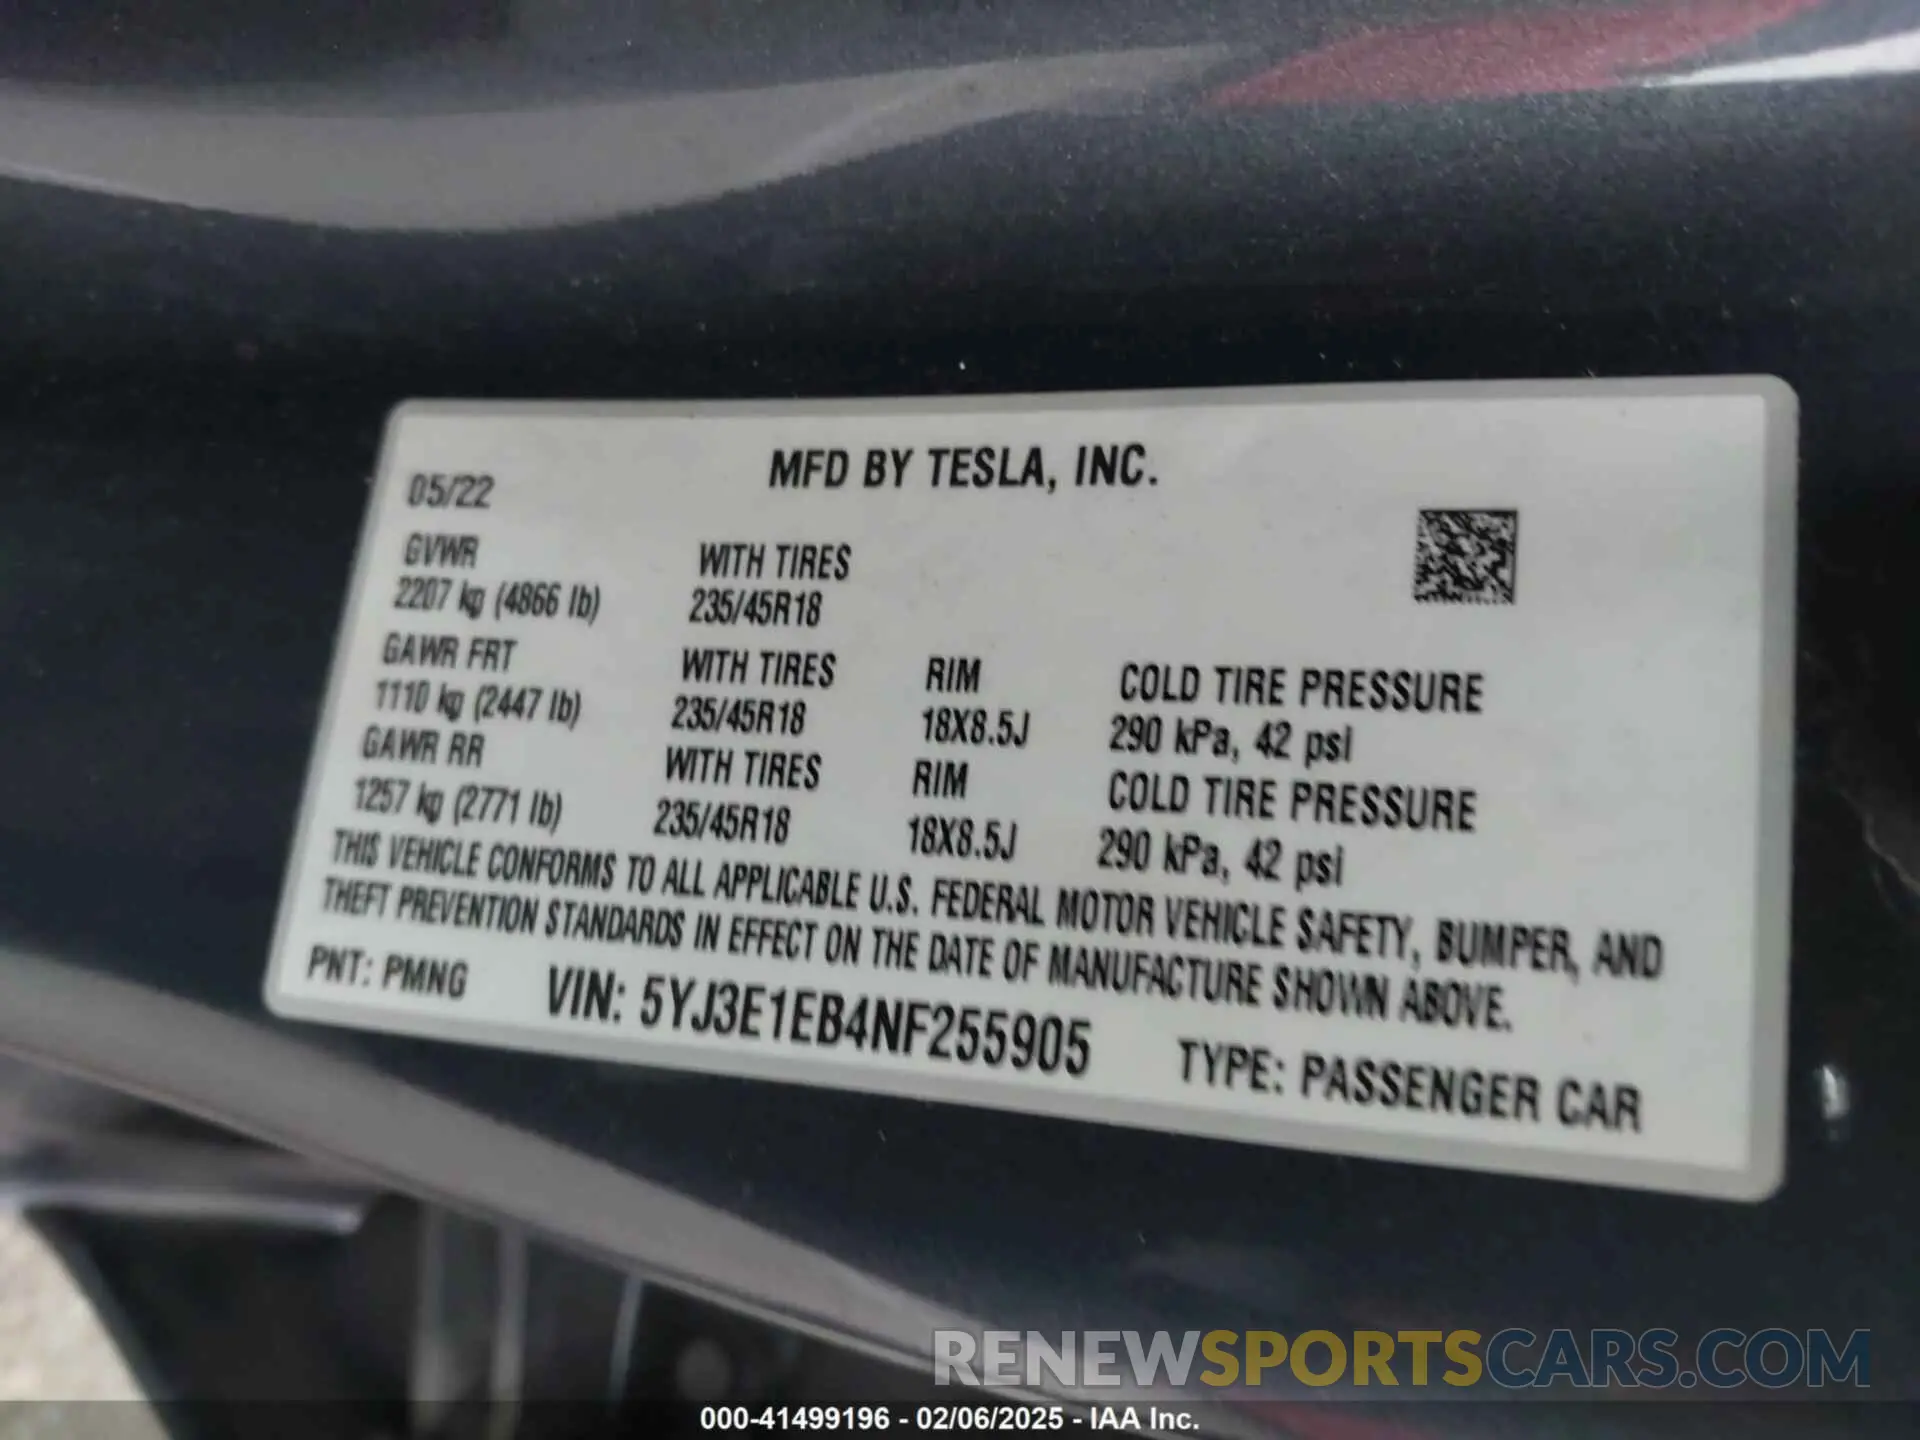 MFD BY TESLA, INC.
05/22
GVWR WITH TIRES
2207 kg (4866 lb) 235/45R18
GAWR FRT WITH TIRES RIM COLD TIRE PRESSURE
1110 kg (2447 lb) 235/45R18 18X8.5J 290 kPa, 42 psi
GAWR RR WITH TIRES RIM COLD TIRE PRESSURE
1257 kg (2771 lb) 235/45R18 18X8.5J 290 kPa, 42 psi
THIS VEHICLE CONFORMS TO ALL APPLICABLE U.S. FEDERAL MOTOR VEHICLE SAFETY, BUMPER, AND
THEFT PREVENTION STANDARDS IN EFFECT ON THE DATE OF MANUFACTURE SHOWN ABOVE.
PNT: PMNG VIN: 5YJ3E1EB4NF255905 TYPE: PASSENGER CAR
RENEWSPORTSCARS.COM
000-41499196 - 02/06/2025 - IAA Inc.